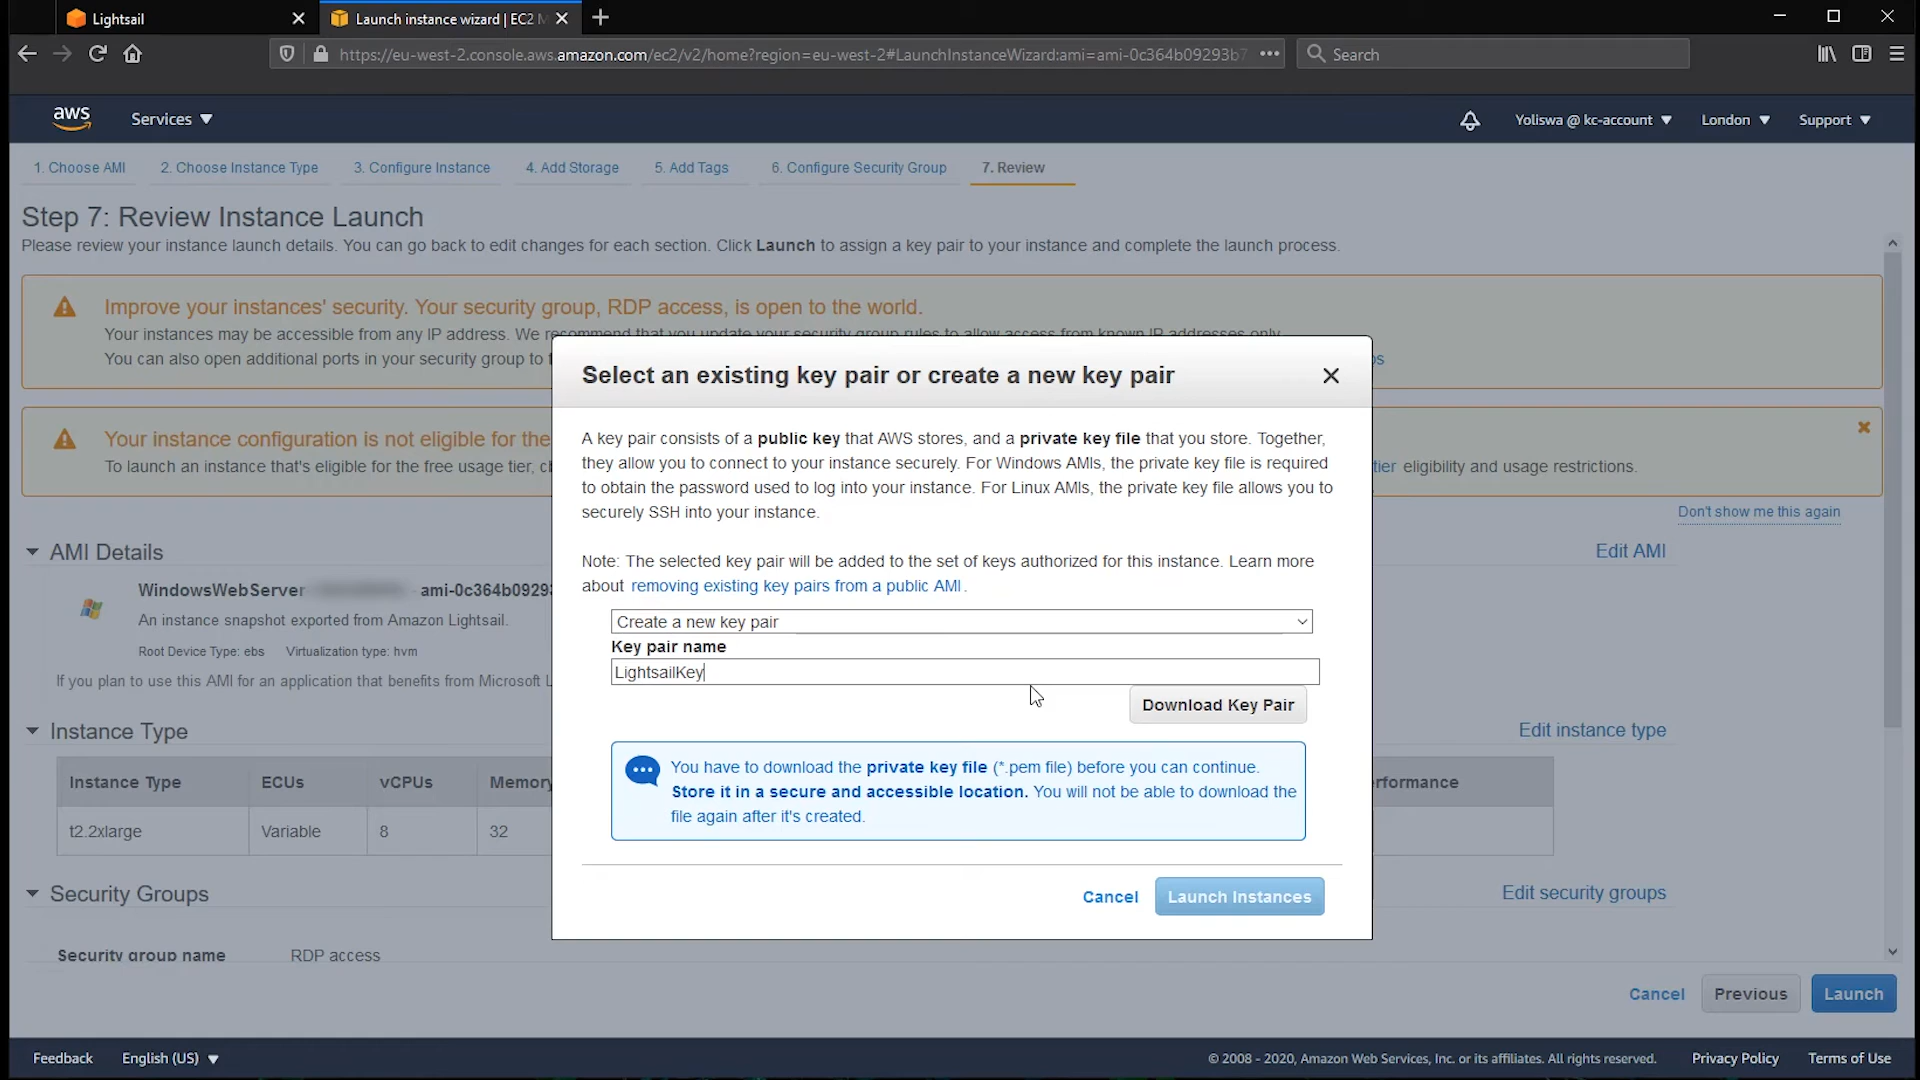 Lightsail
Launch instance wizard | EC2 M
https://eu-west-2.console.aws.amazon.com/ec2/v2/home?region=eu-west-2#LaunchInstanceWizard:ami=ami-0c364b09293b7
Search
aws
Services
Yoliswa @ kc-account
London
Support
1. Choose AMI
2. Choose Instance Type
3. Configure Instance
4. Add Storage
5. Add Tags
6. Configure Security Group
7. Review
Step 7: Review Instance Launch
Please review your instance launch details. You can go back to edit changes for each section. Click Launch to assign a key pair to your instance and complete the launch process.
Improve your instances' security. Your security group, RDP access, is open to the world.
Your instances may be accessible from any IP address. We recommend that you update your security group rules to allow access from known IP addresses only.
You can also open additional ports in your security group to
Your instance configuration is not eligible for the
To launch an instance that's eligible for the free usage tier,
tier eligibility and usage restrictions.
Don't show me this again
AMI Details
Edit AMI
WindowsWebServer
ami-0c364b0929
An instance snapshot exported from Amazon Lightsail.
Root Device Type: ebs Virtualization type: hvm
If you plan to use this AMI for an application that benefits from Microsoft L
Instance Type
Edit instance type
Instance Type
ECUs
vCPUs
Memory
rformance
t2.2xlarge
Variable
8
32
Security Groups
Edit security groups
Security group name
RDP access
Select an existing key pair or create a new key pair
A key pair consists of a public key that AWS stores, and a private key file that you store. Together,
they allow you to connect to your instance securely. For Windows AMIs, the private key file is required
to obtain the password used to log into your instance. For Linux AMIs, the private key file allows you to
securely SSH into your instance.
Note: The selected key pair will be added to the set of keys authorized for this instance. Learn more
about removing existing key pairs from a public AMI.
Create a new key pair
Key pair name
LightsailKey
Download Key Pair
You have to download the private key file (*.pem file) before you can continue.
Store it in a secure and accessible location. You will not be able to download the
file again after it's created.
Cancel
Launch Instances
Cancel
Previous
Launch
Feedback
English (US)
© 2008 - 2020, Amazon Web Services, Inc. or its affiliates. All rights reserved.
Privacy Policy
Terms of Use